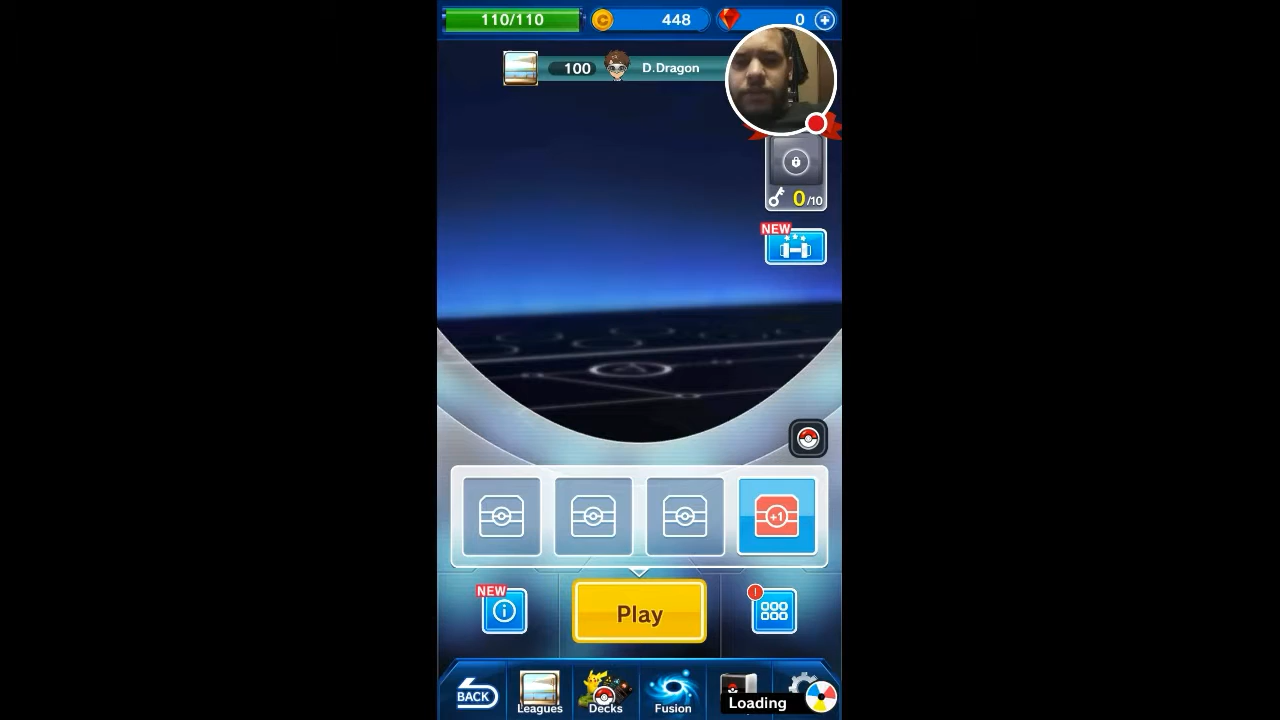 110/110
448
0
100
D.Dragon
0/10
NEW
+1
NEW
!
Play
BACK
Leagues
Decks
Fusion
Loading